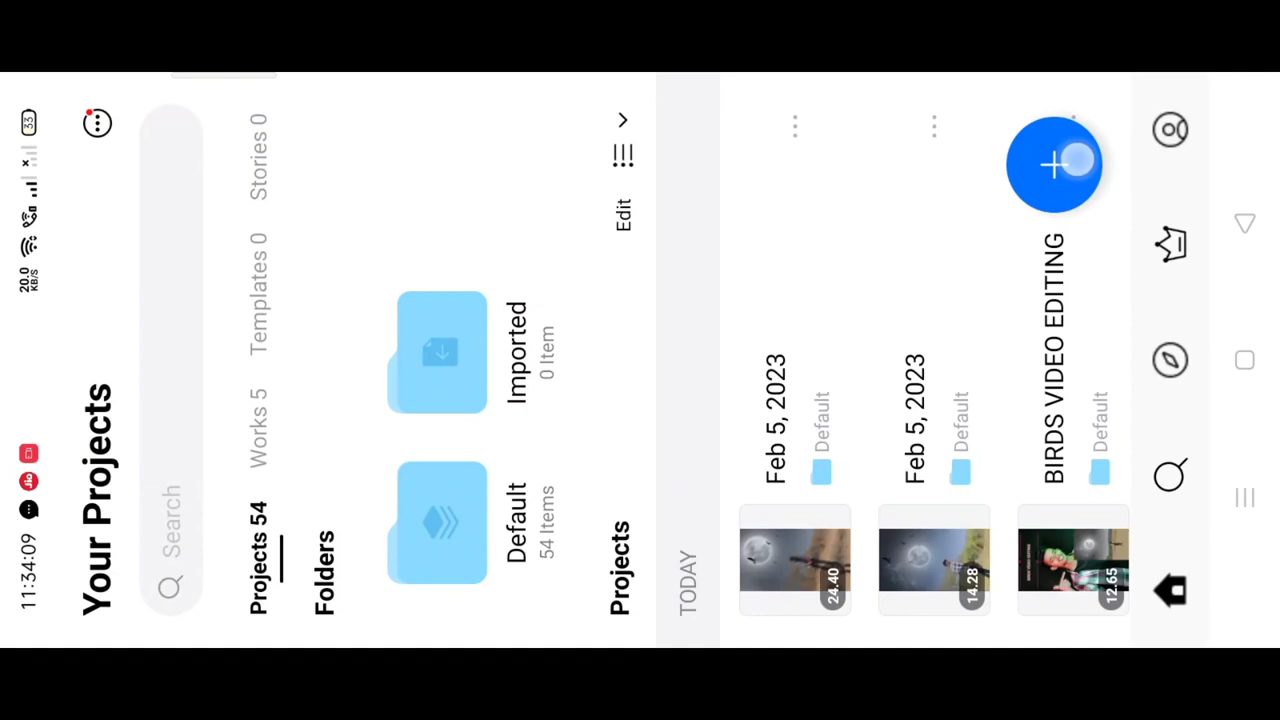 11:34:09 Jio 20.0 KB/S 33
Your Projects
Search
Projects 54 Works 5 Templates 0 Stories 0
Folders
Default Imported
54 Items 0 Item
Projects Edit
TODAY
24.40 Feb 5, 2023
Default
14.28 Feb 5, 2023
Default
12.65 BIRDS VIDEO EDITING
Default